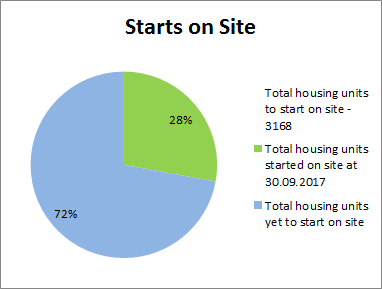 Starts on Site
28%
72%
Total housing units
to start on site -
3168
Total housing units
started on site at
30.09.2017
Total housing units
yet to start on site